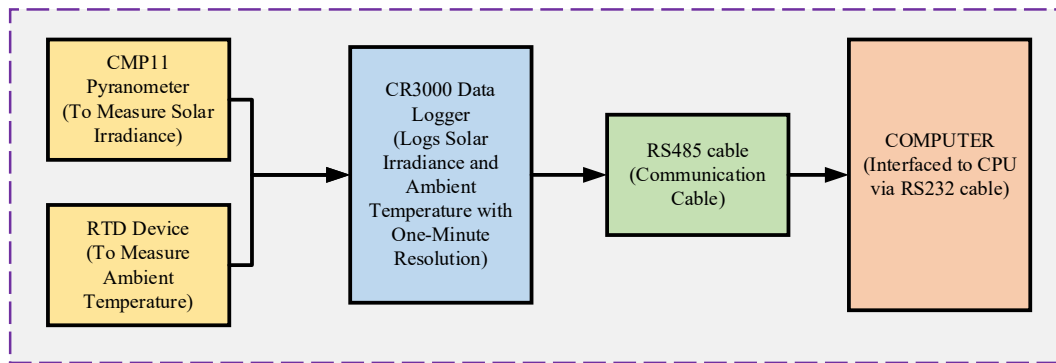 CMP11
Pyranometer
(To Measure Solar
Irradiance)
RTD Device
(To Measure
Ambient
Temperature)
CR3000 Data
Logger
(Logs Solar
Irradiance and
Ambient
Temperature with
One-Minute
Resolution)
RS485 cable
(Communication
Cable)
COMPUTER
(Interfaced to CPU
via RS232 cable)